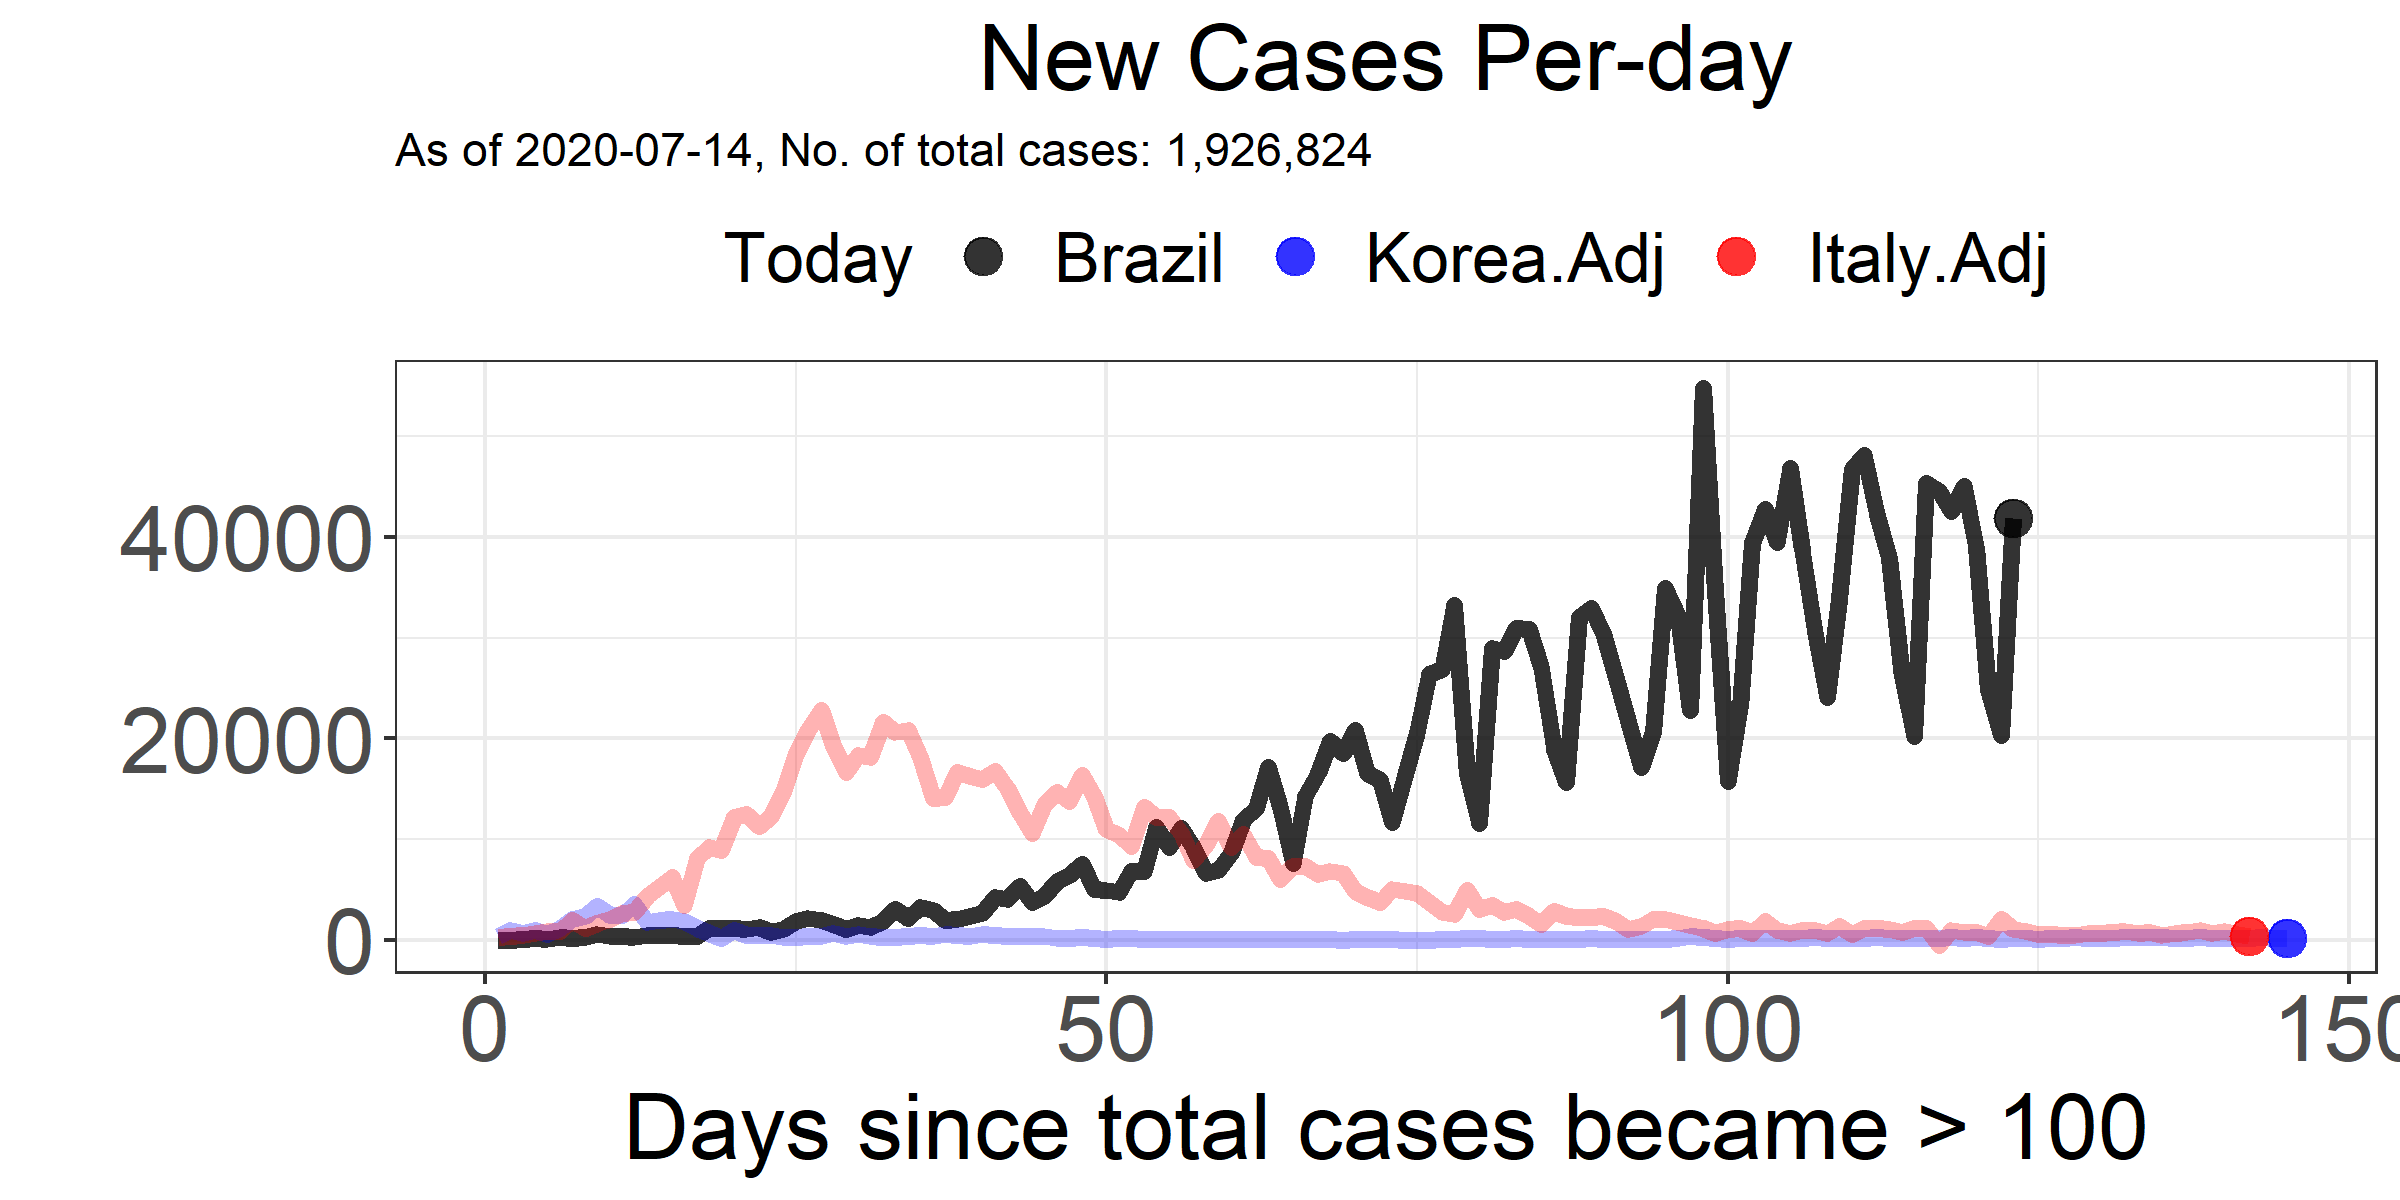 New Cases Per-day
As of 2020-07-14, No. of total cases: 1,926,824
Today Brazil Korea.Adj Italy.Adj
40000
20000
0
0 50 100 150
Days since total cases became > 100